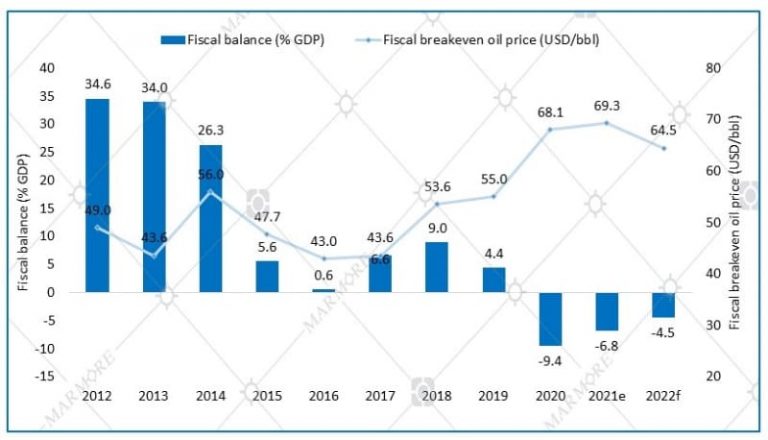 Fiscal balance (% GDP) Fiscal breakeven oil price (USD/bbl)
40 80
34.6 34.0 68.1 69.3 64.5
35
30 70
26.3
25
56.0 53.6 55.0
20 60
49.0 47.7
15
43.6 43.0 43.6
10 50
5.6 6.6 9.0 4.4
5
0.6
0 40
-5
30
-9.4 -6.8 -4.5
-10
-15 20
2012 2013 2014 2015 2016 2017 2018 2019 2020 2021e 2022f
Fiscal balance (% GDP)
Fiscal breakeven oil price (USD/bbl)
MARMORE
MARMORE
MARMORE
MARMORE
MARMORE